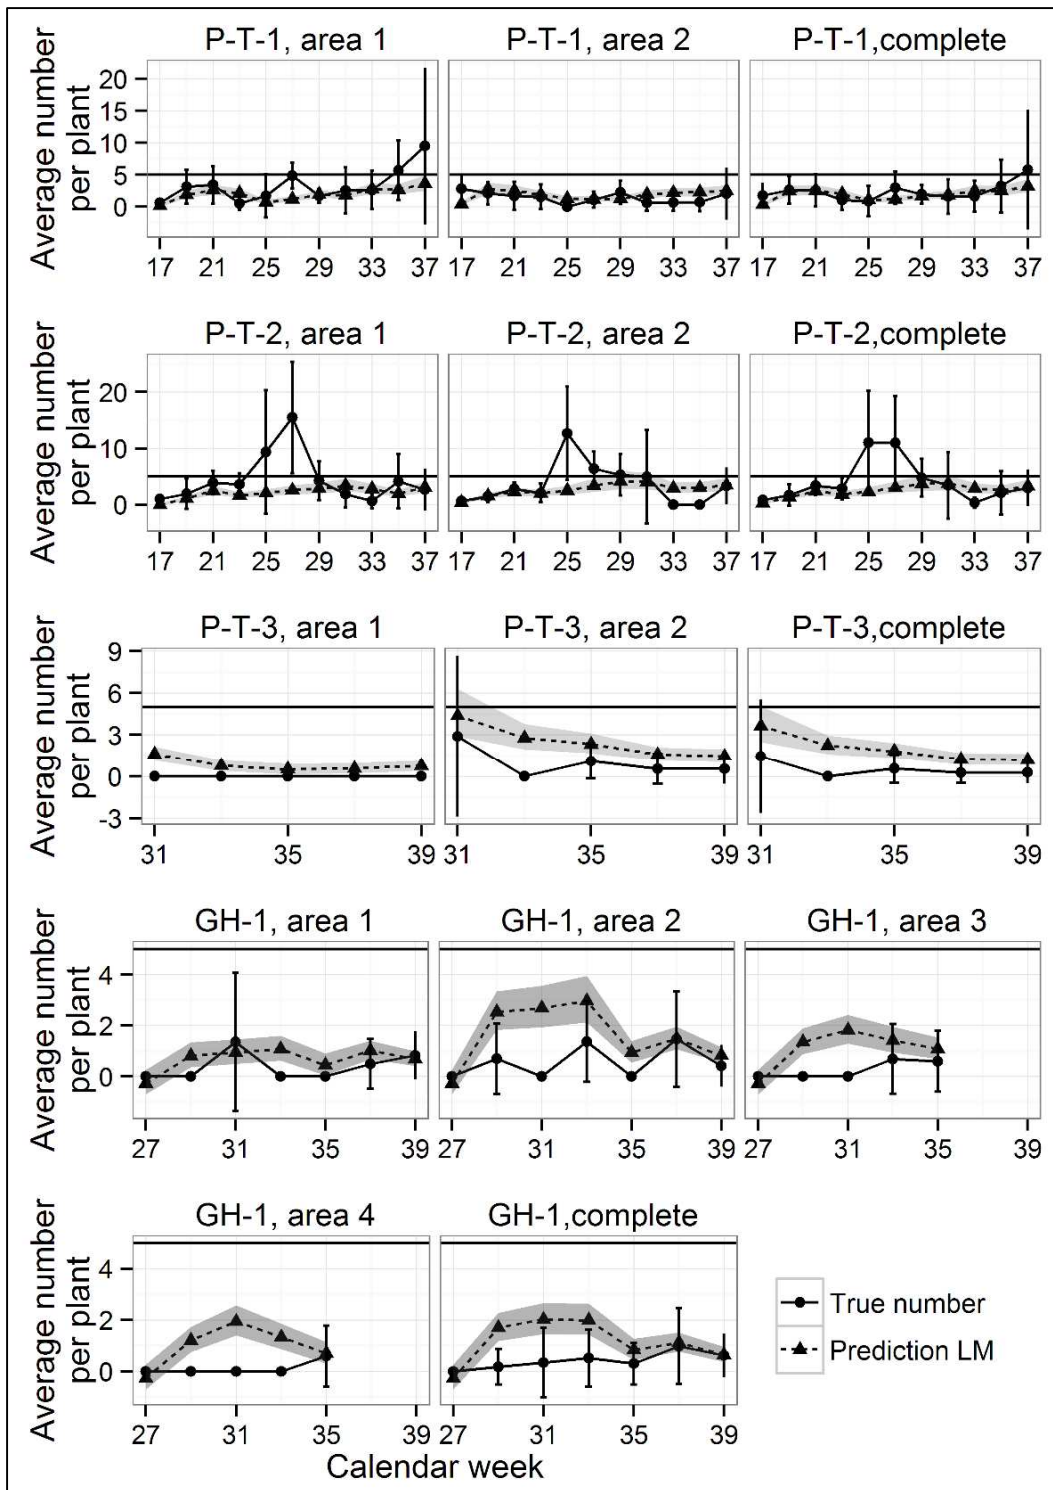 P-T-1, area 1 P-T-1, area 2 P-T-1,complete
Average number
per plant
20
15
10
5
0
17 21 25 29 33 37 17 21 25 29 33 37 17 21 25 29 33 37
P-T-2, area 1 P-T-2, area 2 P-T-2,complete
Average number
per plant
20
10
0
17 21 25 29 33 37 17 21 25 29 33 37 17 21 25 29 33 37
P-T-3, area 1 P-T-3, area 2 P-T-3,complete
Average number
per plant
9
6
3
0
-3
31 35 39 31 35 39 31 35 39
GH-1, area 1 GH-1, area 2 GH-1, area 3
Average number
per plant
4
2
0
27 31 35 39 27 31 35 39 27 31 35 39
GH-1, area 4 GH-1,complete
Average number
per plant
4
2
0
27 31 35 39 27 31 35 39
Calendar week
True number
Prediction LM